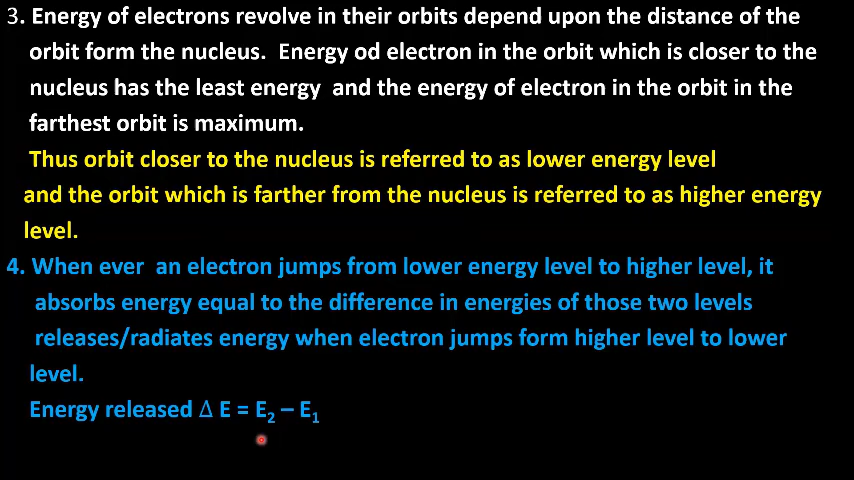 3. Energy of electrons revolve in their orbits depend upon the distance of the
orbit form the nucleus. Energy od electron in the orbit which is closer to the
nucleus has the least energy and the energy of electron in the orbit in the
farthest orbit is maximum.
Thus orbit closer to the nucleus is referred to as lower energy level
and the orbit which is farther from the nucleus is referred to as higher energy
level.
4. When ever an electron jumps from lower energy level to higher level, it
absorbs energy equal to the difference in energies of those two levels
releases/radiates energy when electron jumps form higher level to lower
level.
Energy released Δ E = E₂ – E₁